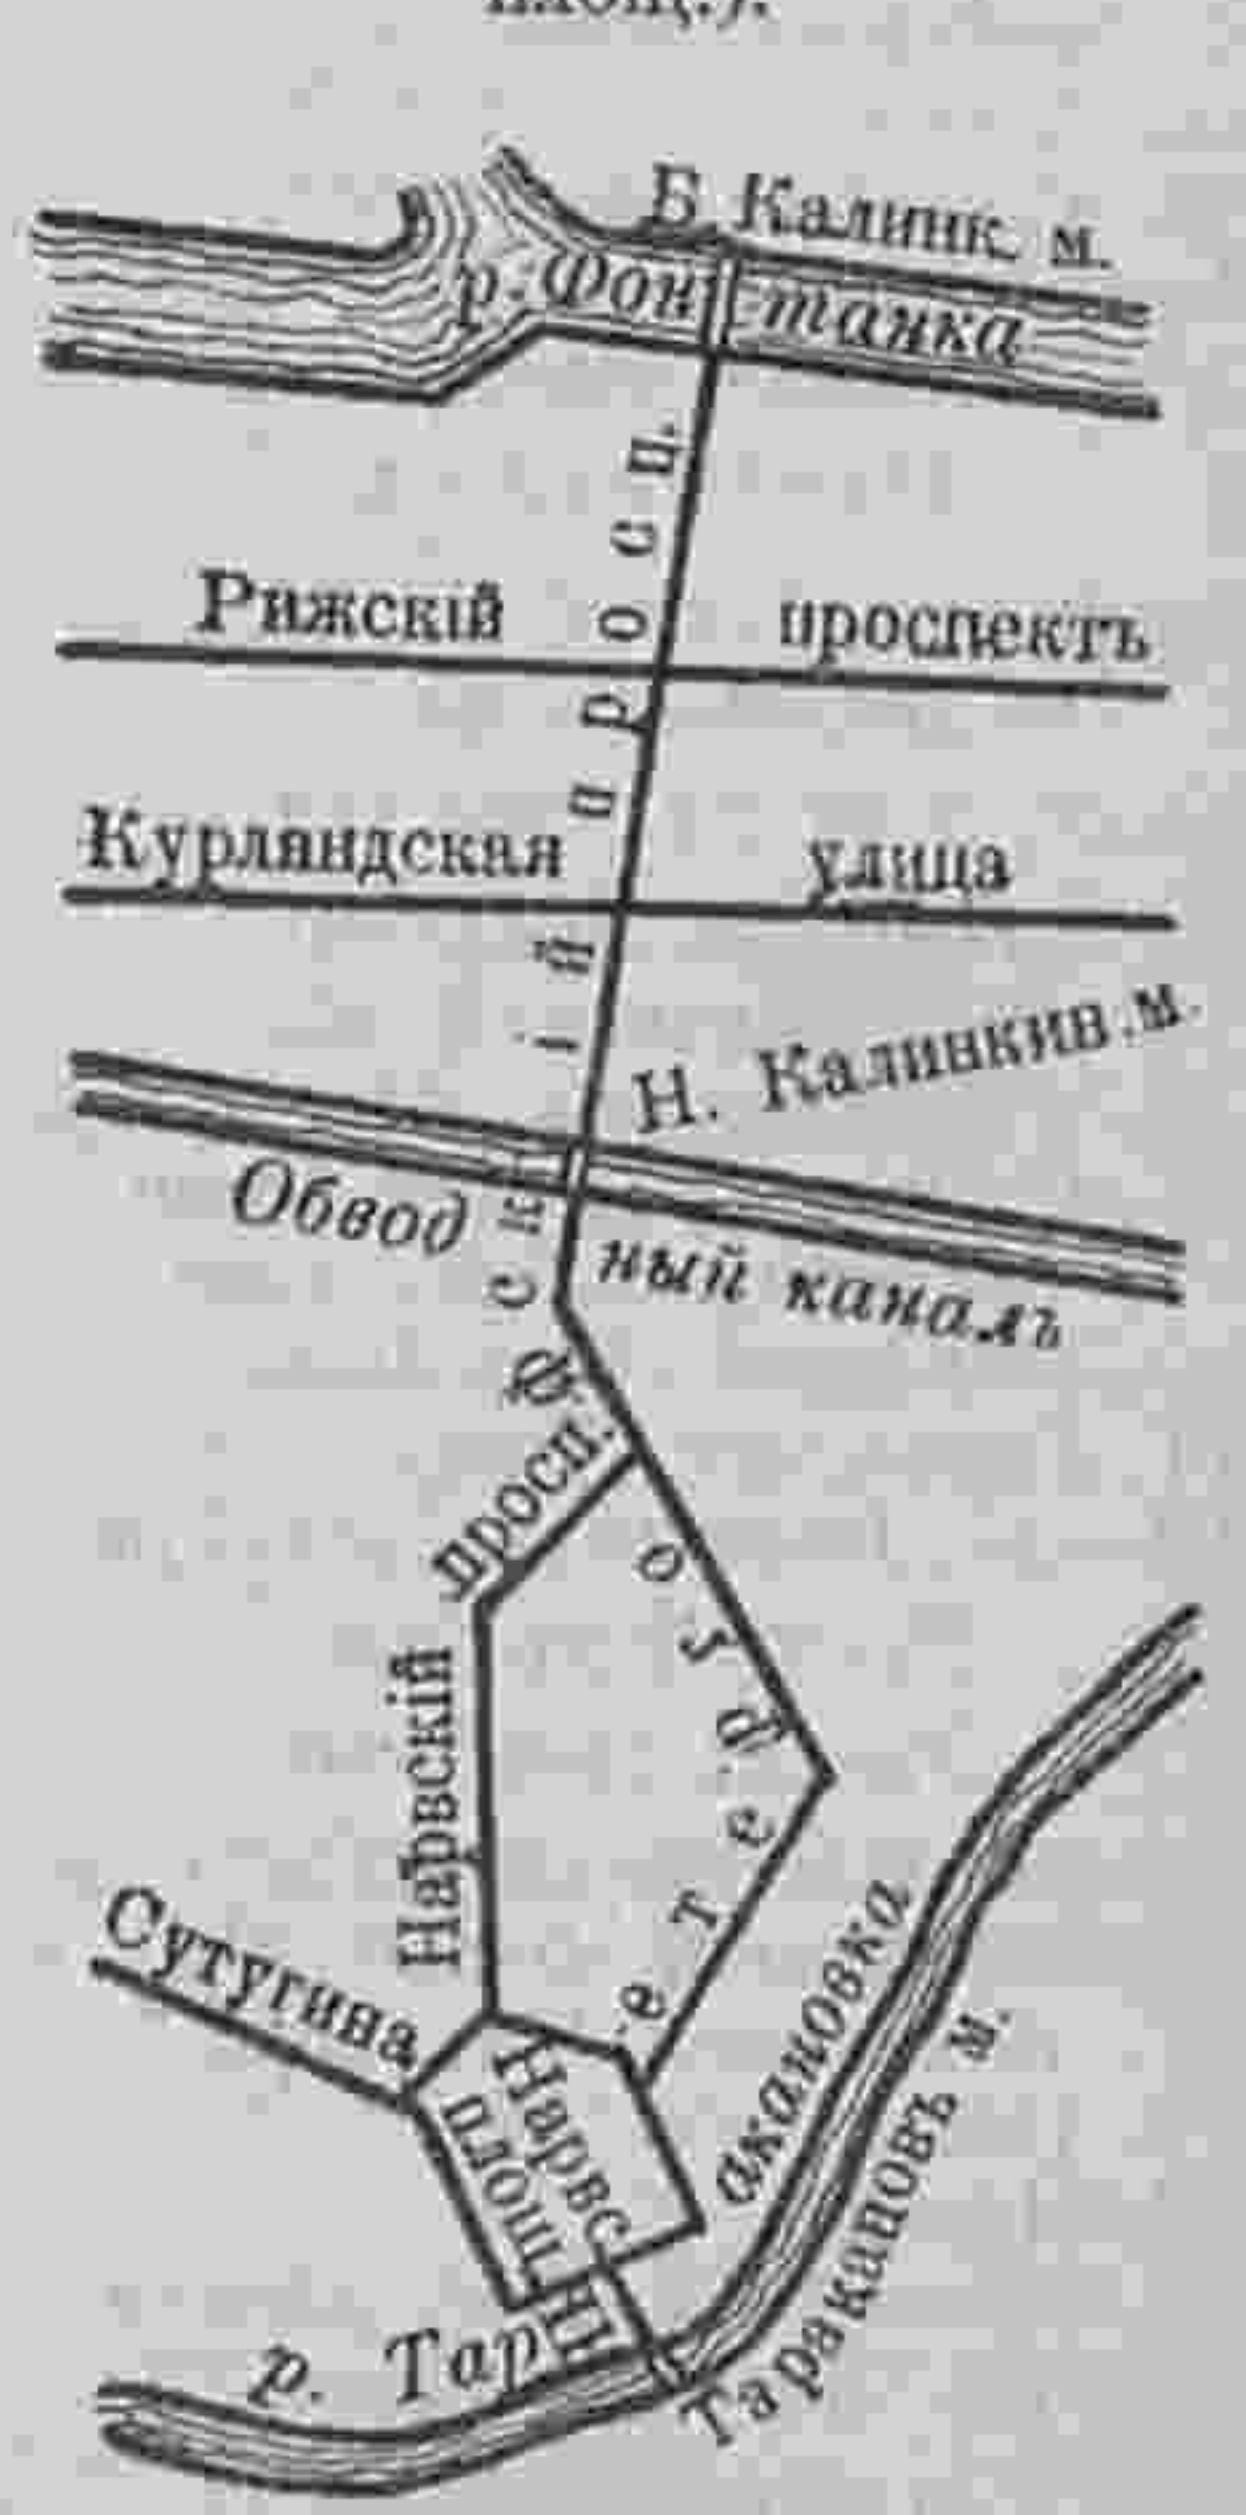 Б. Калинк. м.
р. Фонтанка
Рижскій проспектъ
Курляндская улица
Н. Калинкин. м.
Обводный каналъ
Петергофскій просп.
Нарвскій просп.
Сутугина
Нарвс
площ.
р. Таракановка
Таракановъ м.